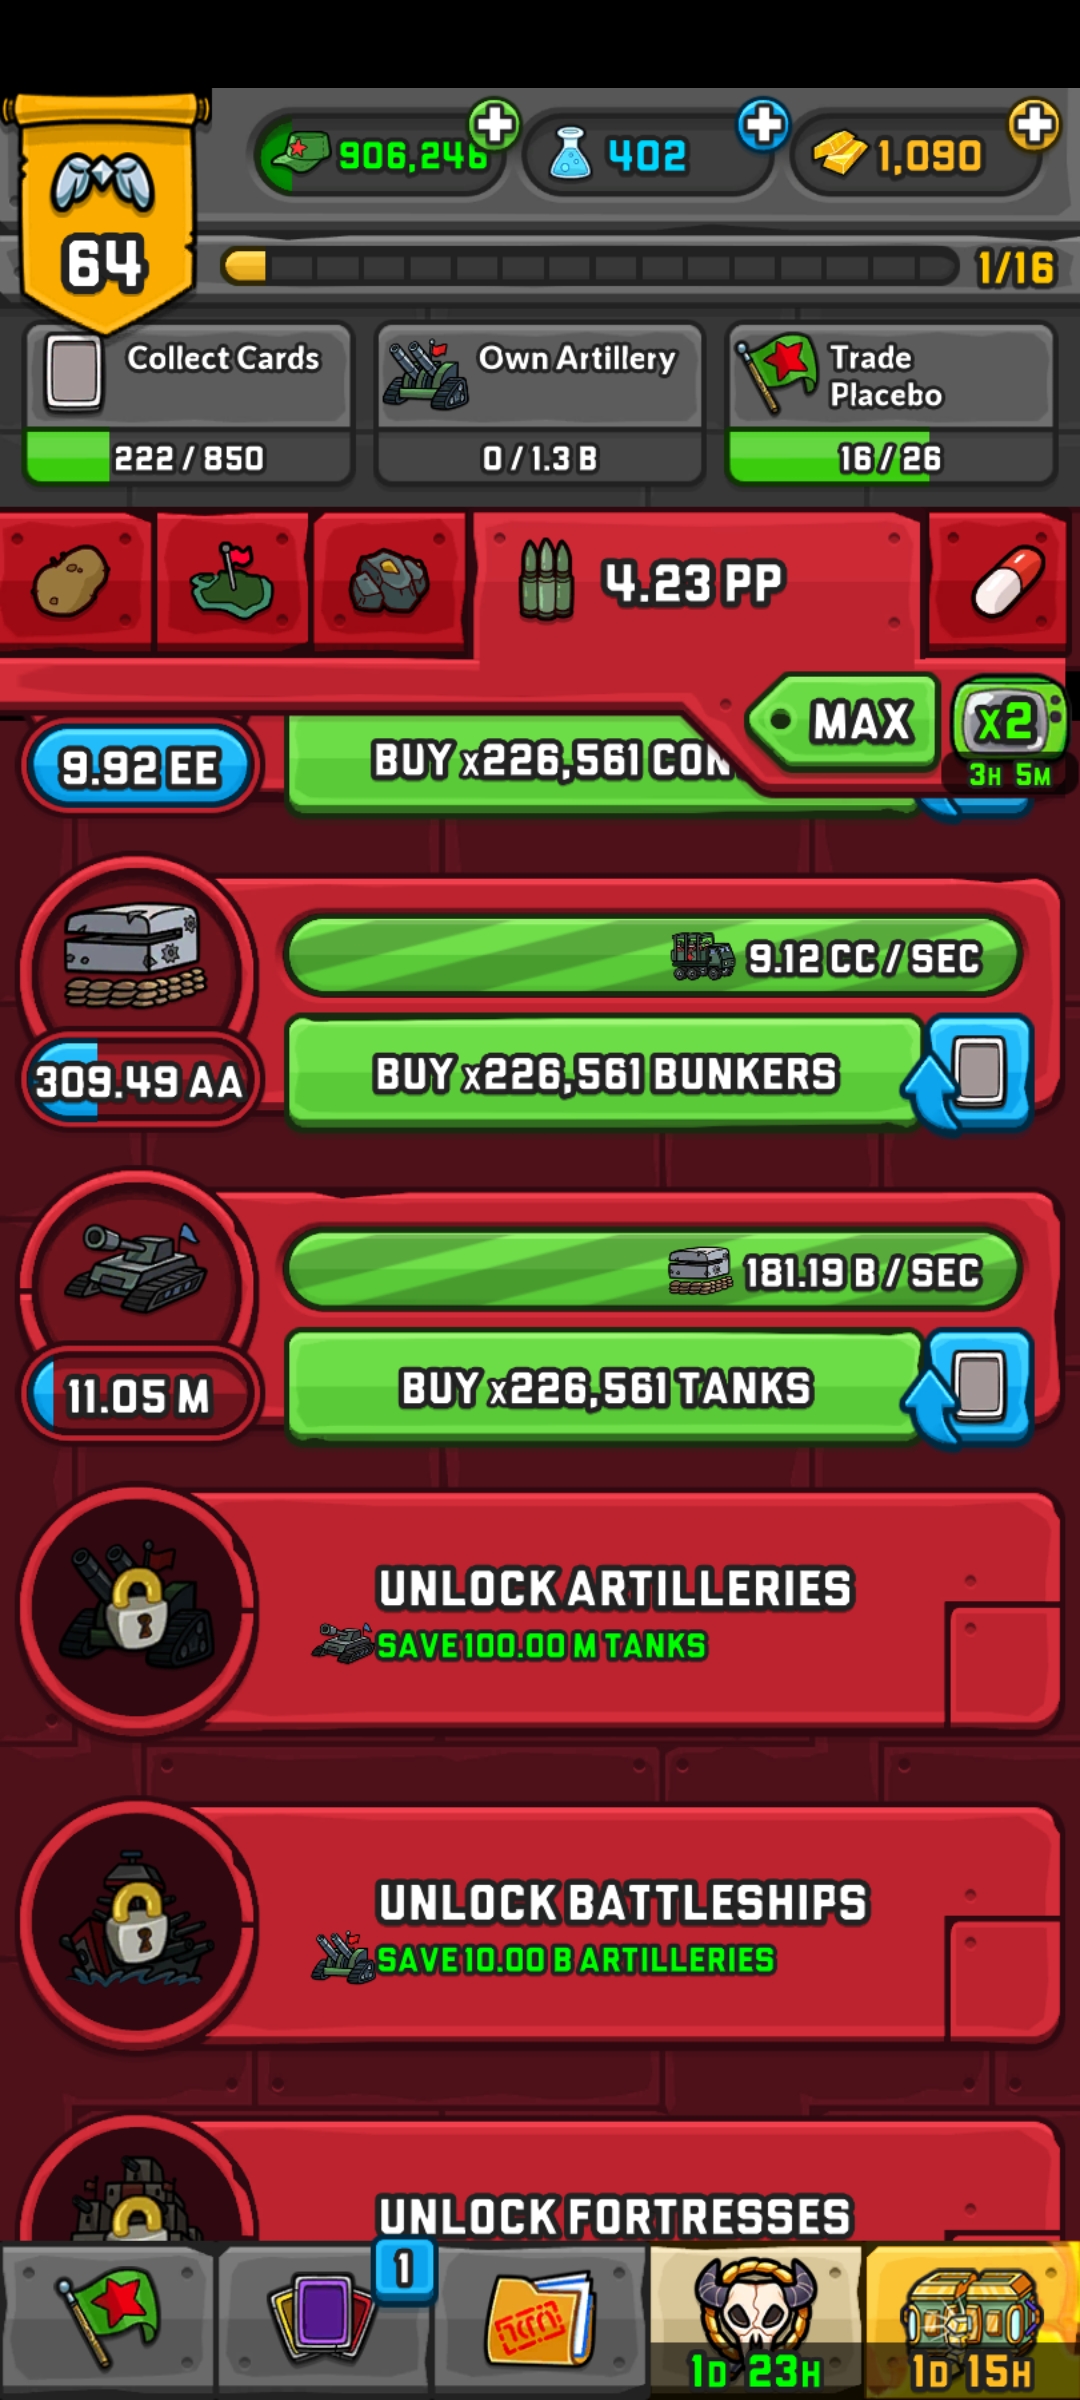 906,246
402
1,090
64
1/16
Collect Cards
222 / 850
Own Artillery
0 / 1.3 B
Trade
Placebo
16 / 26
4.23 PP
MAX
x2
3H 5M
9.92 EE
BUY x226,561 CON
9.12 CC / SEC
309.49 AA
BUY x226,561 BUNKERS
181.19 B / SEC
11.05 M
BUY x226,561 TANKS
UNLOCK ARTILLERIES
SAVE 100.00 M TANKS
UNLOCK BATTLESHIPS
SAVE 10.00 B ARTILLERIES
UNLOCK FORTRESSES
1
1D 23H
1D 15H